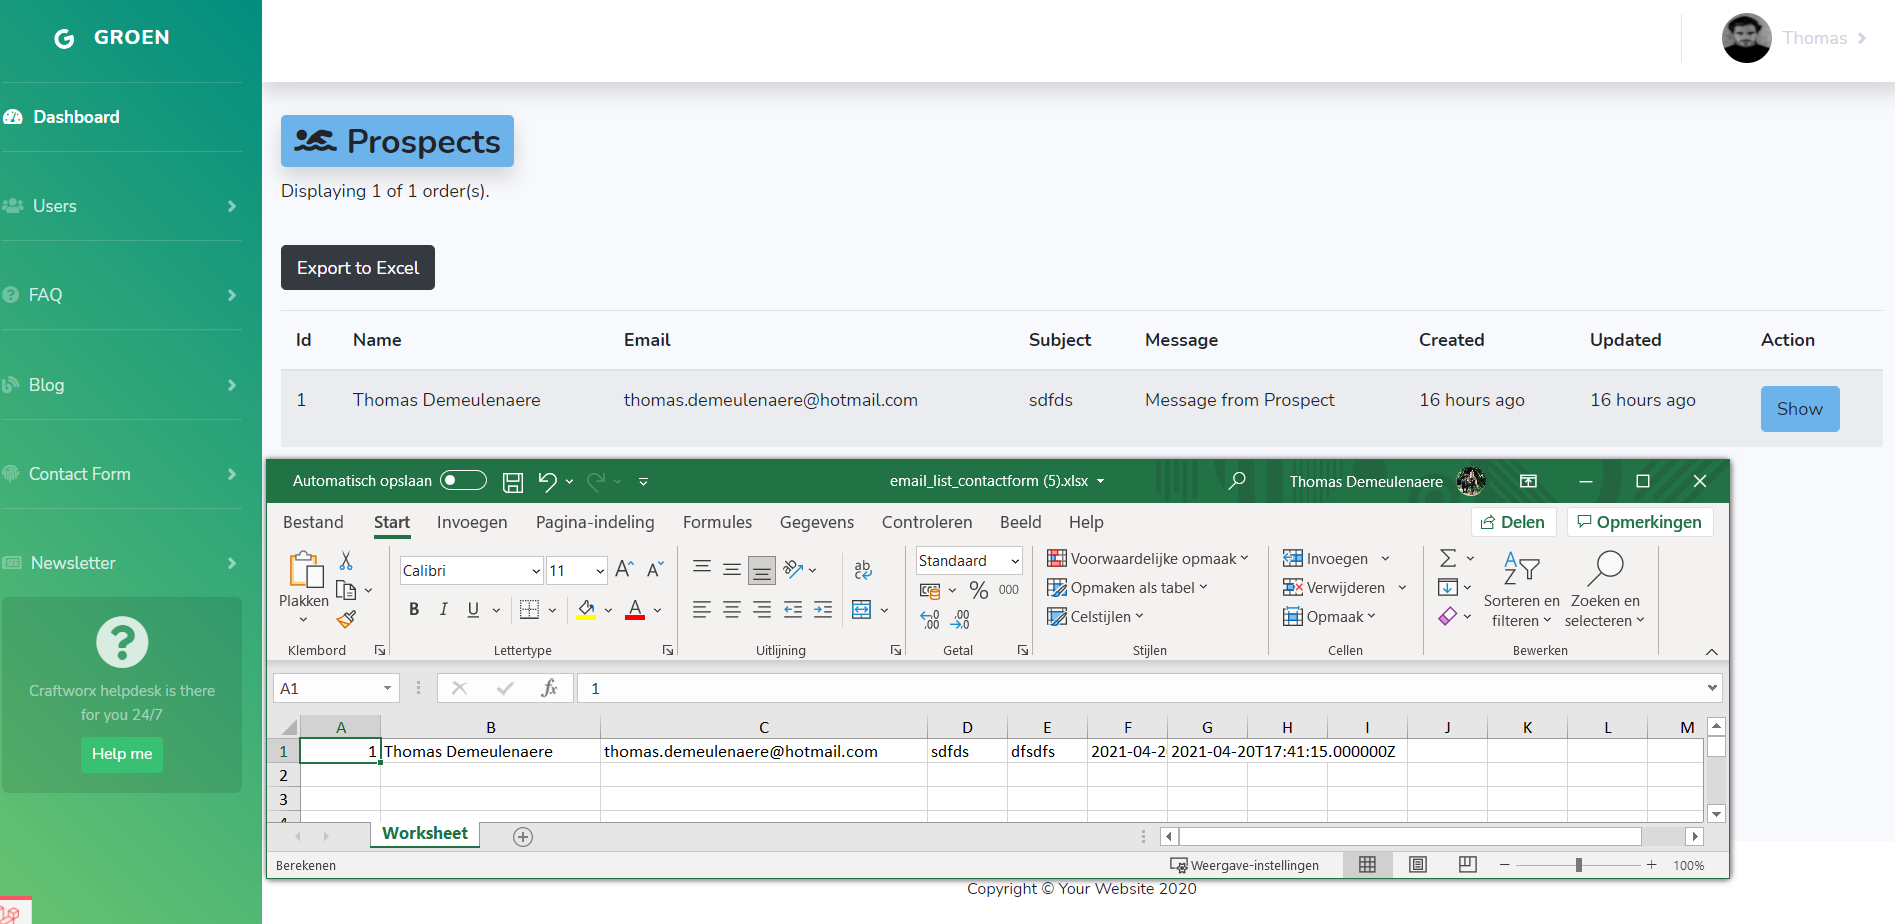 GROEN
Thomas
Dashboard
Users
FAQ
Blog
Contact Form
Newsletter
Craftworx helpdesk is there
for you 24/7
Help me
Prospects
Displaying 1 of 1 order(s).
Export to Excel
Id Name Email Subject Message Created Updated Action
1 Thomas Demeulenaere thomas.demeulenaere@hotmail.com sdfds Message from Prospect 16 hours ago 16 hours ago Show
Automatisch opslaan email_list_contactform (5).xlsx Thomas Demeulenaere
Bestand Start Invoegen Pagina-indeling Formules Gegevens Controleren Beeld Help Delen Opmerkingen
Plakken
Klembord
Calibri 11
B I U A
Lettertype
ab
Uitlijning
Standaard
% 000
Getal
Voorwaardelijke opmaak
Opmaken als tabel
Celstijlen
Stijlen
Invoegen
Verwijderen
Opmaak
Cellen
Sorteren en
filteren
Zoeken en
selecteren
Bewerken
A1 fx 1
A B C D E F G H I J K L M
1 1 Thomas Demeulenaere thomas.demeulenaere@hotmail.com sdfds dfsdfs 2021-04-2 2021-04-20T17:41:15.000000Z
2
3
Worksheet
Berekenen Weergave-instellingen 100%
Copyright © Your Website 2020